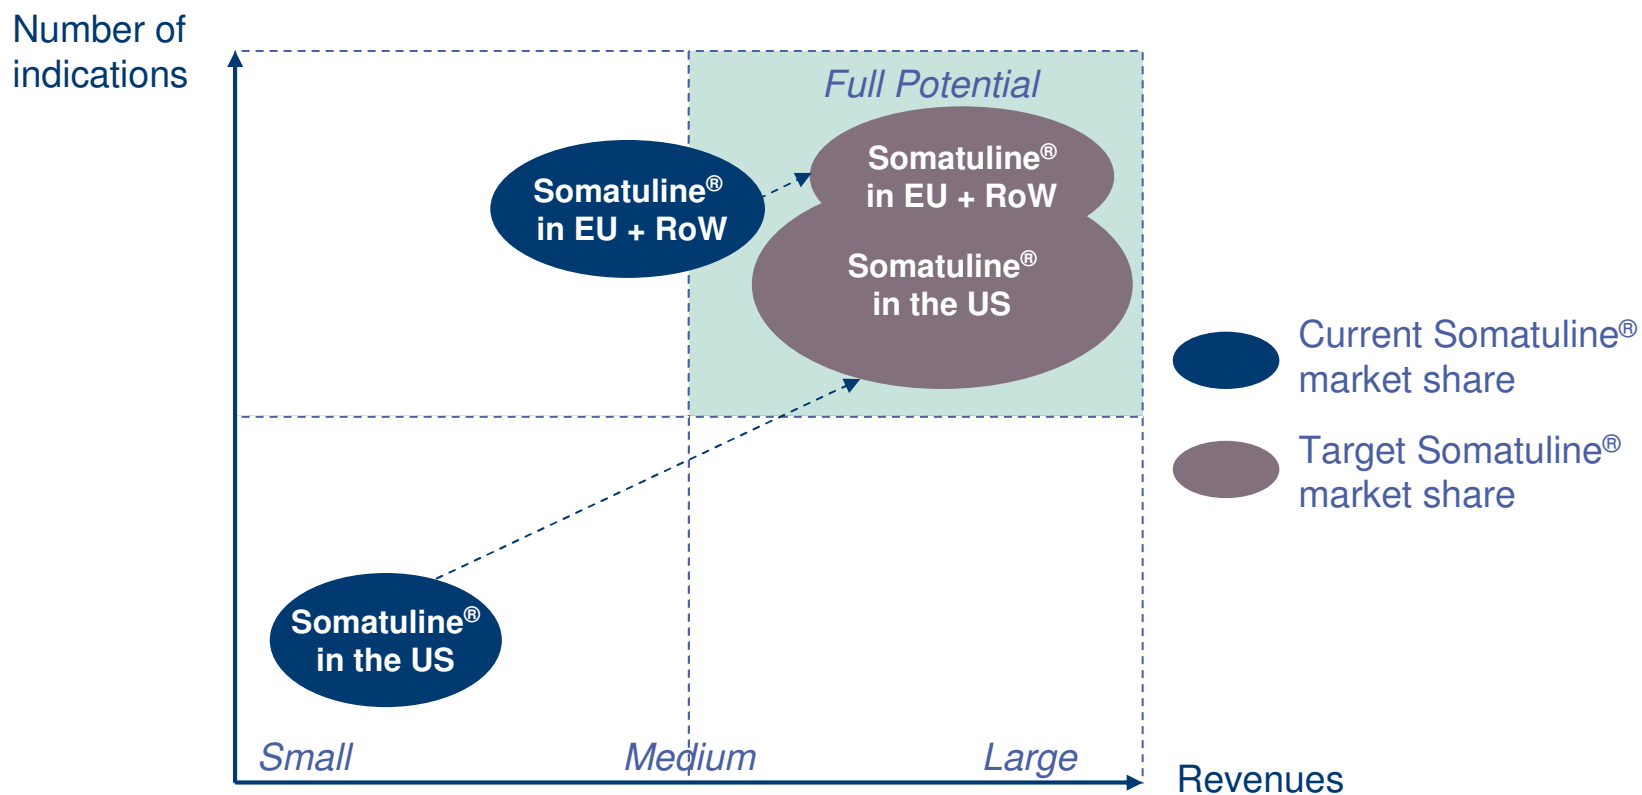 Number of
indications
Full Potential
Somatuline®
in EU + RoW
Somatuline®
in EU + RoW
Somatuline®
in the US
Current Somatuline®
market share
Target Somatuline®
market share
Somatuline®
in the US
Small
Medium
Large
Revenues